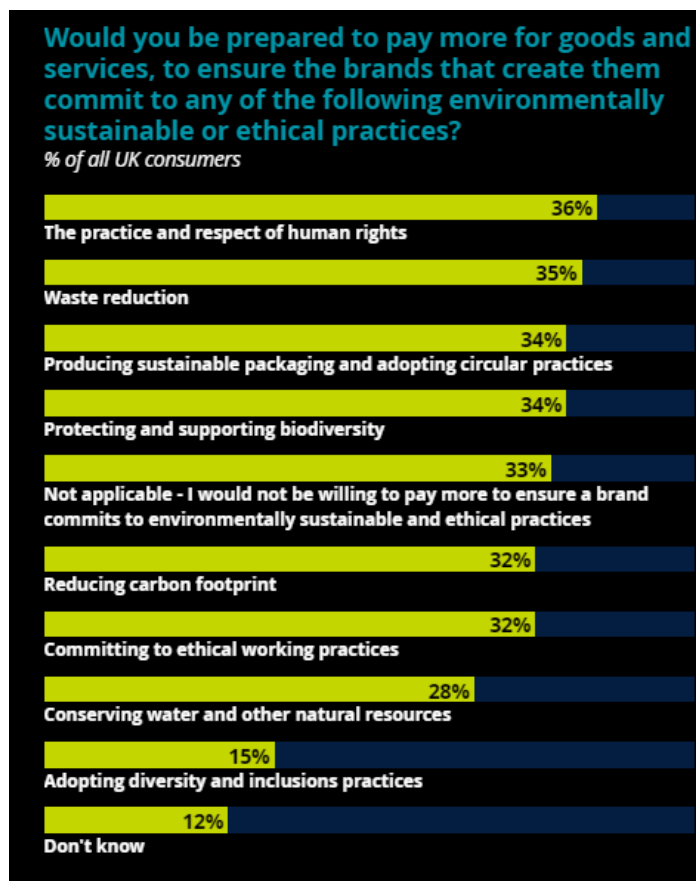 Would you be prepared to pay more for goods and
services, to ensure the brands that create them
commit to any of the following environmentally
sustainable or ethical practices?
% of all UK consumers
36%
The practice and respect of human rights
35%
Waste reduction
34%
Producing sustainable packaging and adopting circular practices
34%
Protecting and supporting biodiversity
33%
Not applicable - I would not be willing to pay more to ensure a brand
commits to environmentally sustainable and ethical practices
32%
Reducing carbon footprint
32%
Committing to ethical working practices
28%
Conserving water and other natural resources
15%
Adopting diversity and inclusions practices
12%
Don't know